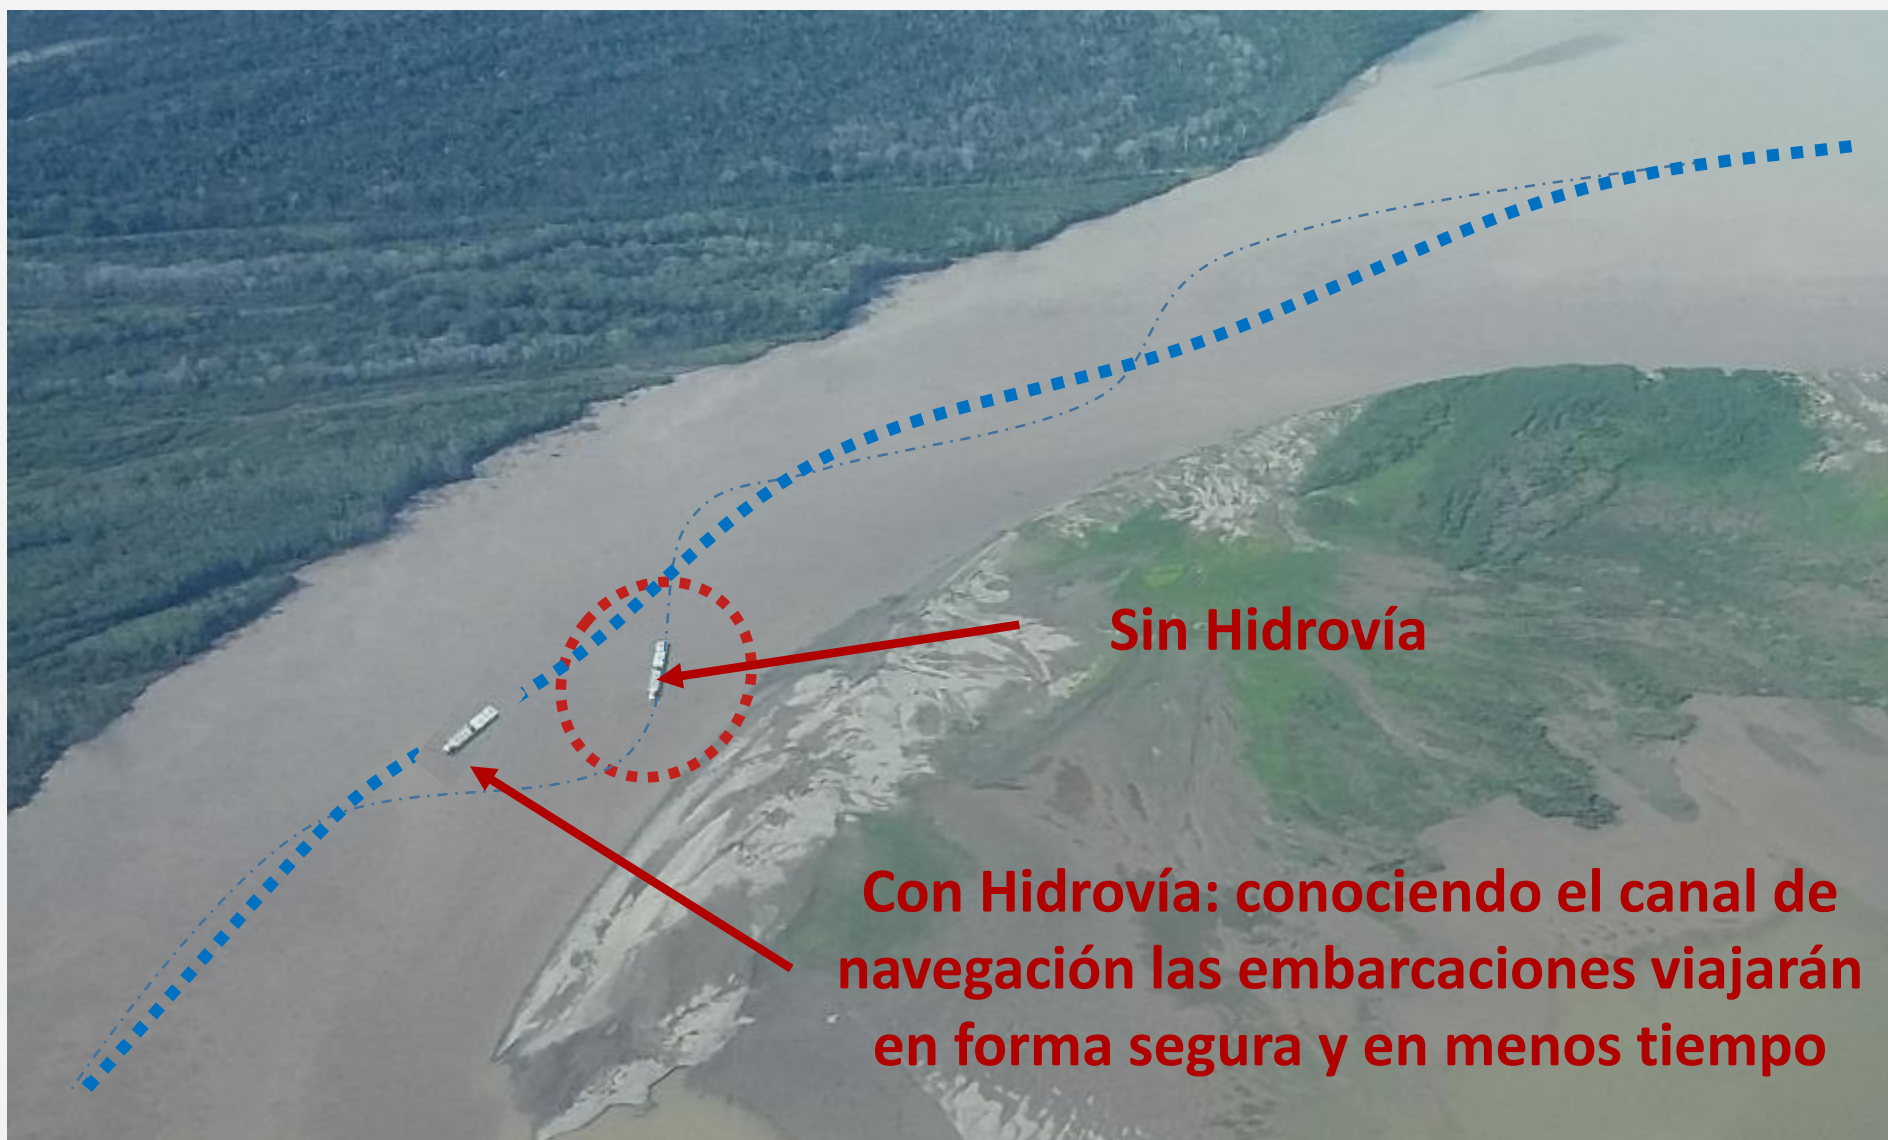 Sin Hidrovía
Con Hidrovía: conociendo el canal de
navegación las embarcaciones viajarán
en forma segura y en menos tiempo